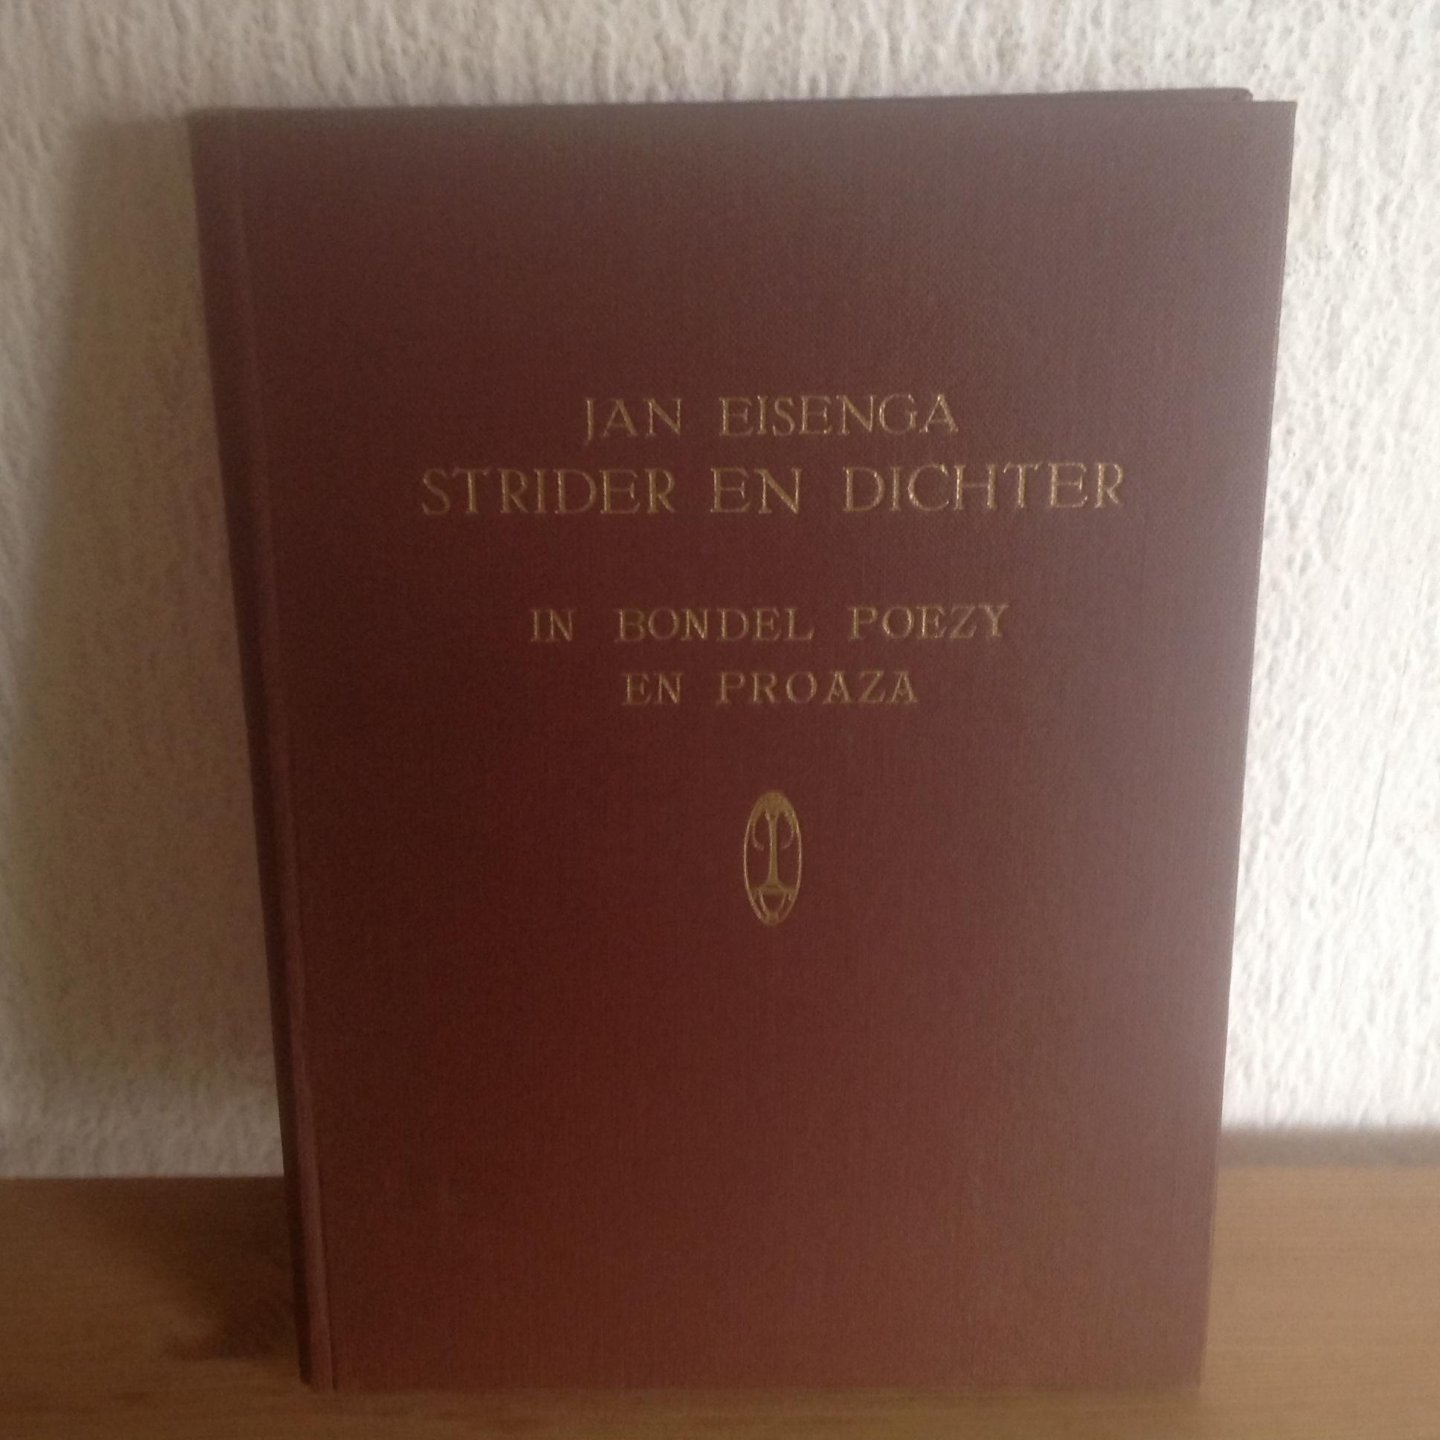 JAN EISENGA
STRIDER EN DICHTER
IN BONDEL POEZY
EN PROAZA